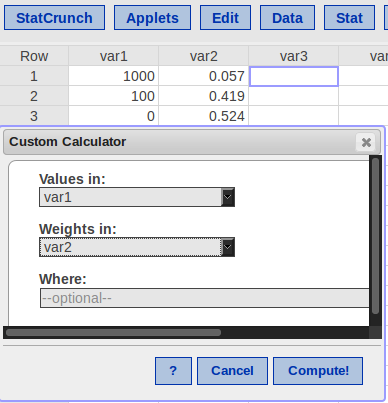 StatCrunch Applets Edit Data Stat
Row var1 var2 var3
1 1000 0.057
2 100 0.419
3 0 0.524
Custom Calculator
Values in:
var1
Weights in:
var2
Where:
--optional--
? Cancel Compute!